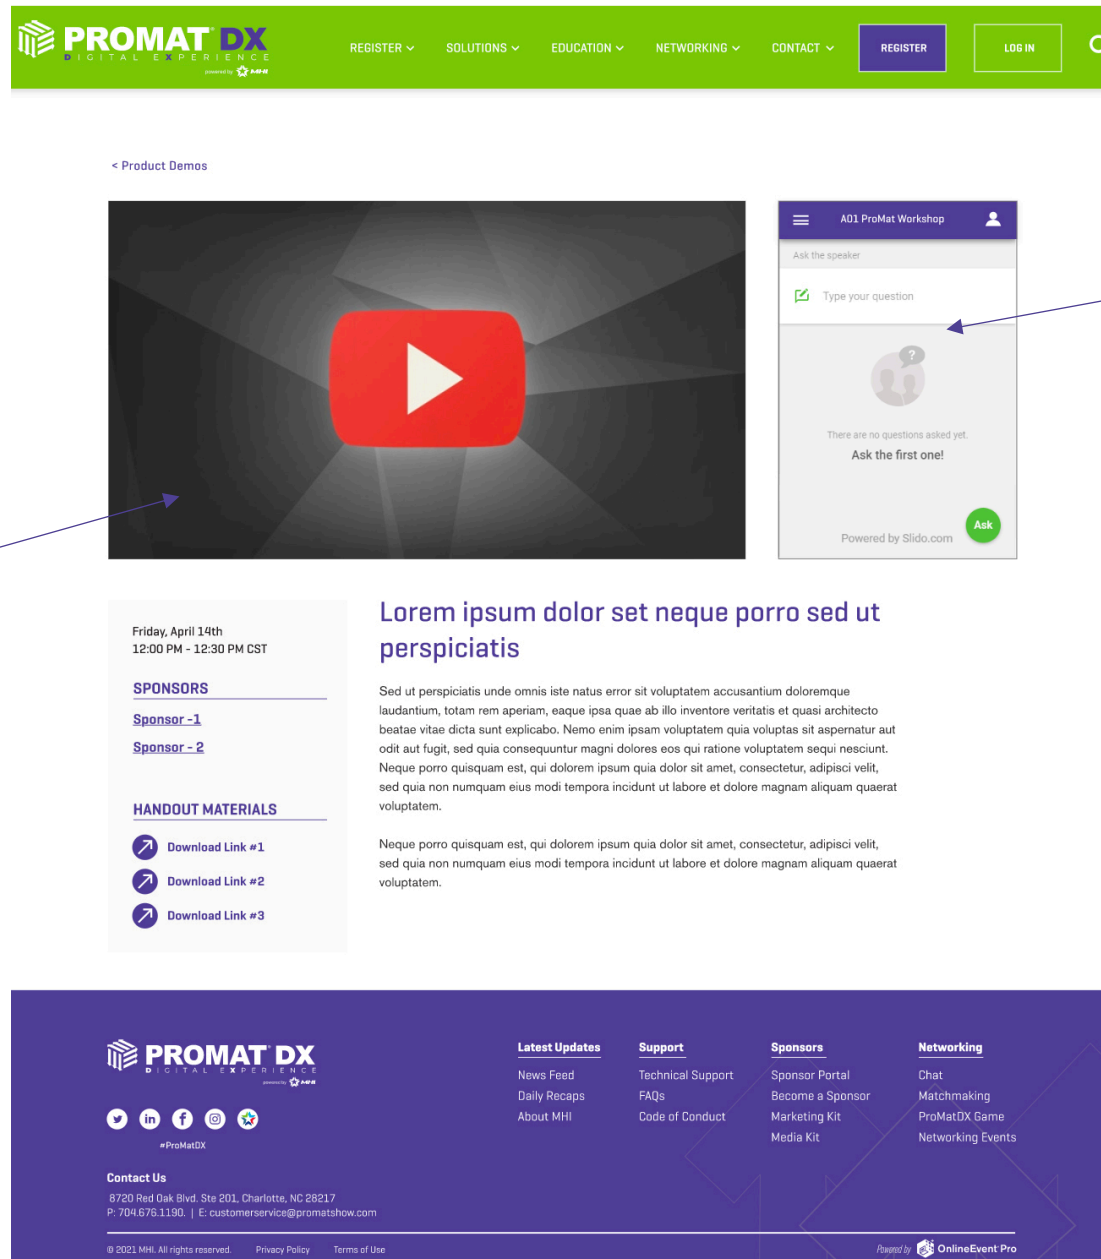 PROMAT DX
DIGITAL EXPERIENCE
powered by MHI
REGISTER
SOLUTIONS
EDUCATION
NETWORKING
CONTACT
REGISTER
LOG IN
< Product Demos
A01 ProMat Workshop
Ask the speaker
Type your question
?
There are no questions asked yet.
Ask the first one!
Ask
Powered by Slido.com
Friday, April 14th
12:00 PM - 12:30 PM CST
SPONSORS
Sponsor -1
Sponsor - 2
HANDOUT MATERIALS
Download Link #1
Download Link #2
Download Link #3
Lorem ipsum dolor set neque porro sed ut
perspiciatis
Sed ut perspiciatis unde omnis iste natus error sit voluptatem accusantium doloremque
laudantium, totam rem aperiam, eaque ipsa quae ab illo inventore veritatis et quasi architecto
beatae vitae dicta sunt explicabo. Nemo enim ipsam voluptatem quia voluptas sit aspernatur aut
odit aut fugit, sed quia consequuntur magni dolores eos qui ratione voluptatem sequi nesciunt.
Neque porro quisquam est, qui dolorem ipsum quia dolor sit amet, consectetur, adipisci velit,
sed quia non numquam eius modi tempora incidunt ut labore et dolore magnam aliquam quaerat
voluptatem.
Neque porro quisquam est, qui dolorem ipsum quia dolor sit amet, consectetur, adipisci velit,
sed quia non numquam eius modi tempora incidunt ut labore et dolore magnam aliquam quaerat
voluptatem.
PROMAT DX
DIGITAL EXPERIENCE
powered by MHI
#ProMatDX
Contact Us
8720 Red Oak Blvd. Ste 201, Charlotte, NC 28217
P: 704.676.1190. | E: customerservice@promatshow.com
Latest Updates
News Feed
Daily Recaps
About MHI
Support
Technical Support
FAQs
Code of Conduct
Sponsors
Sponsor Portal
Become a Sponsor
Marketing Kit
Media Kit
Networking
Chat
Matchmaking
ProMatDX Game
Networking Events
© 2021 MHI. All rights reserved.
Privacy Policy
Terms of Use
Powered by OnlineEvent Pro